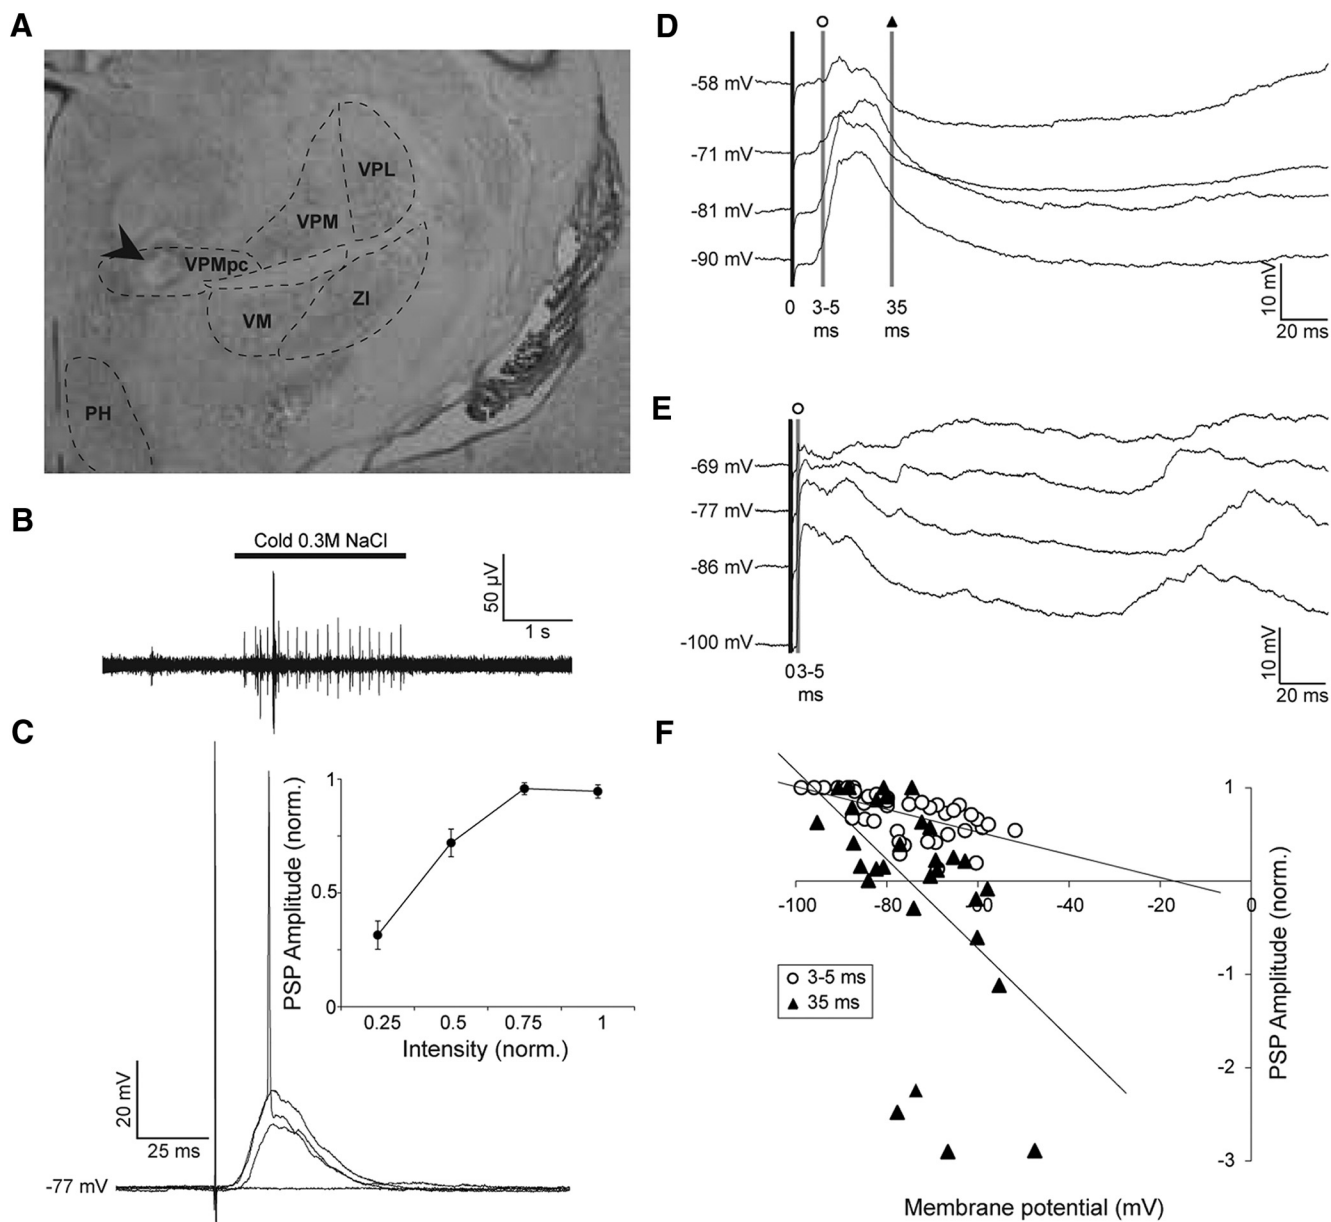 A
VPL
VPM
VPMpc
VM
ZI
PH
B
Cold 0.3M NaCl
50 µV
1 s
C
PSP Amplitude (norm.)
1
0.5
0
0.25 0.5 0.75 1
Intensity (norm.)
20 mV
25 ms
-77 mV
D
-58 mV
-71 mV
-81 mV
-90 mV
0 3-5 ms 35 ms
10 mV
20 ms
E
-69 mV
-77 mV
-86 mV
-100 mV
0 3-5 ms
10 mV
20 ms
F
1
-100 -80 -60 -40 -20 0
-1
-2
-3
3-5 ms
35 ms
PSP Amplitude (norm.)
Membrane potential (mV)